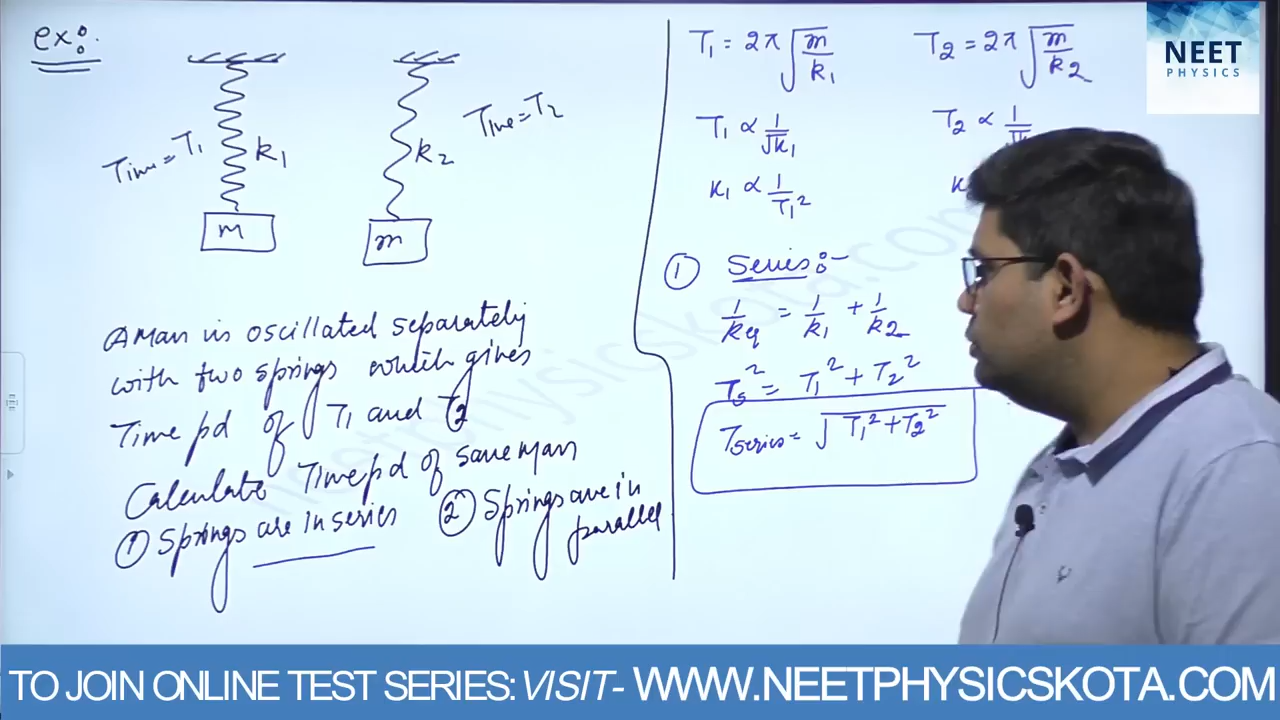 ex:
Time = T₁
k₁
m
k₂
Time = T₂
m
A Man is oscillated separately
with two springs which gives
Time pd of T₁ and T₂
Calculate Time pd of same Man
① Springs are in series
② Springs are in
parallel
T₁ = 2π √(m/k₁)
T₂ = 2π √(m/k₂)
T₁ ∝ 1/√k₁
T₂ ∝ 1/
k₁ ∝ 1/T₁²
① Series:-
1/keq = 1/k₁ + 1/k₂
Ts² = T₁² + T₂²
Tseries = √(T₁² + T₂²)
NEET
PHYSICS
neetphysicskota.com
TO JOIN ONLINE TEST SERIES: VISIT- WWW.NEETPHYSICSKOTA.COM